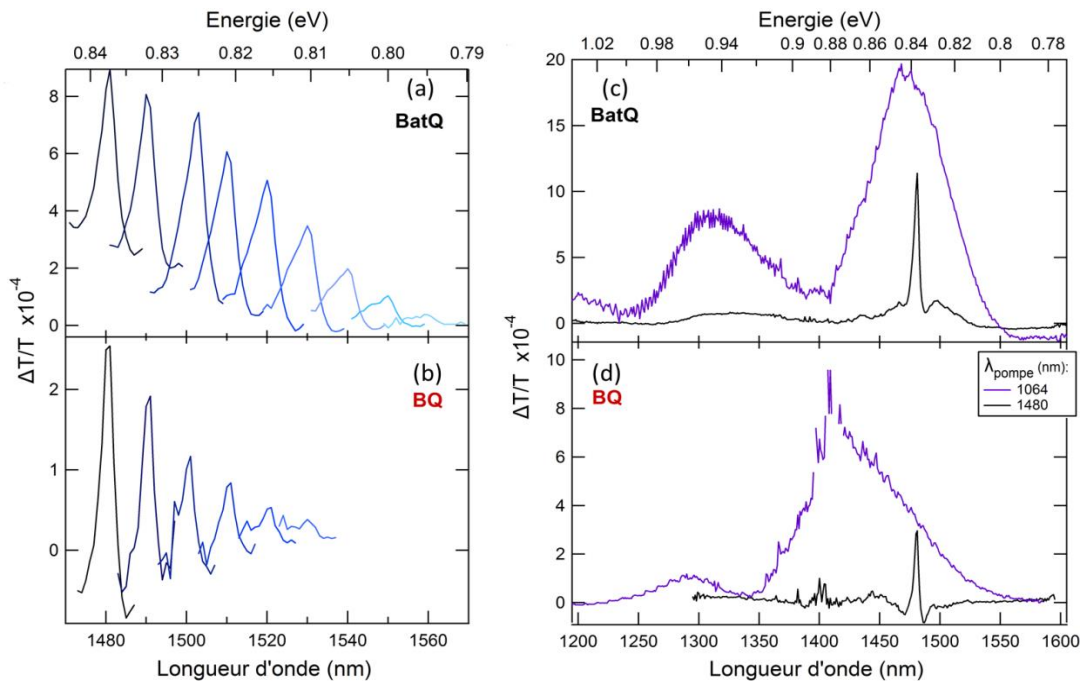 Energie (eV)
0.84 0.83 0.82 0.81 0.80 0.79
(a)
BatQ
8
6
4
2
0
ΔT/T x10⁻⁴
(b)
BQ
2
1
0
1480 1500 1520 1540 1560
Longueur d'onde (nm)
Energie (eV)
1.02 0.98 0.96 0.94 0.92 0.9 0.88 0.86 0.84 0.82 0.8 0.78
(c)
BatQ
20
15
10
5
0
ΔT/T x10⁻⁴
λpompe (nm):
1064
1480
(d)
BQ
10
8
6
4
2
0
1200 1250 1300 1350 1400 1450 1500 1550 1600
Longueur d'onde (nm)